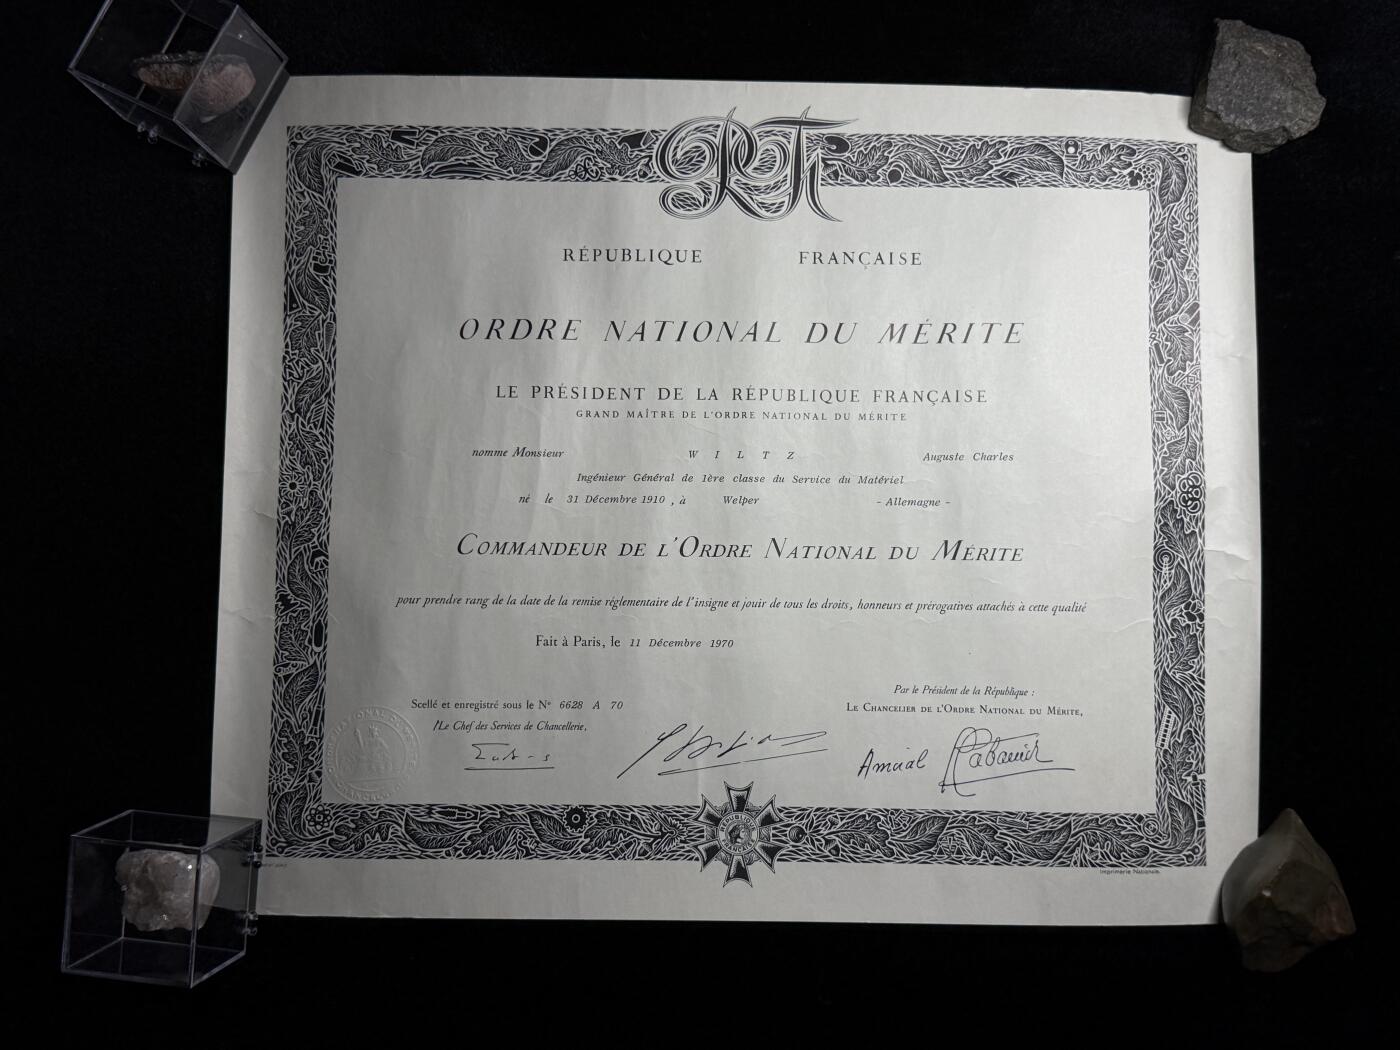 RF
RÉPUBLIQUE FRANÇAISE
ORDRE NATIONAL DU MÉRITE
LE PRÉSIDENT DE LA RÉPUBLIQUE FRANÇAISE
GRAND MAÎTRE DE L'ORDRE NATIONAL DU MÉRITE
nomme Monsieur W I L T Z Auguste Charles
Ingénieur Général de 1ère classe du Service du Matériel
né le 31 Décembre 1910 , à Welper - Allemagne -
COMMANDEUR DE L'ORDRE NATIONAL DU MÉRITE
pour prendre rang de la date de la remise réglementaire de l'insigne et jouir de tous les droits, honneurs et prérogatives attachés à cette qualité
Fait à Paris, le 11 Décembre 1970
Par le Président de la République :
LE CHANCELIER DE L'ORDRE NATIONAL DU MÉRITE,
Scellé et enregistré sous le N° 6628 A 70
Le Chef des Services de Chancellerie,
Amiral Cabanier
RÉPUBLIQUE FRANÇAISE
Imprimerie Nationale.